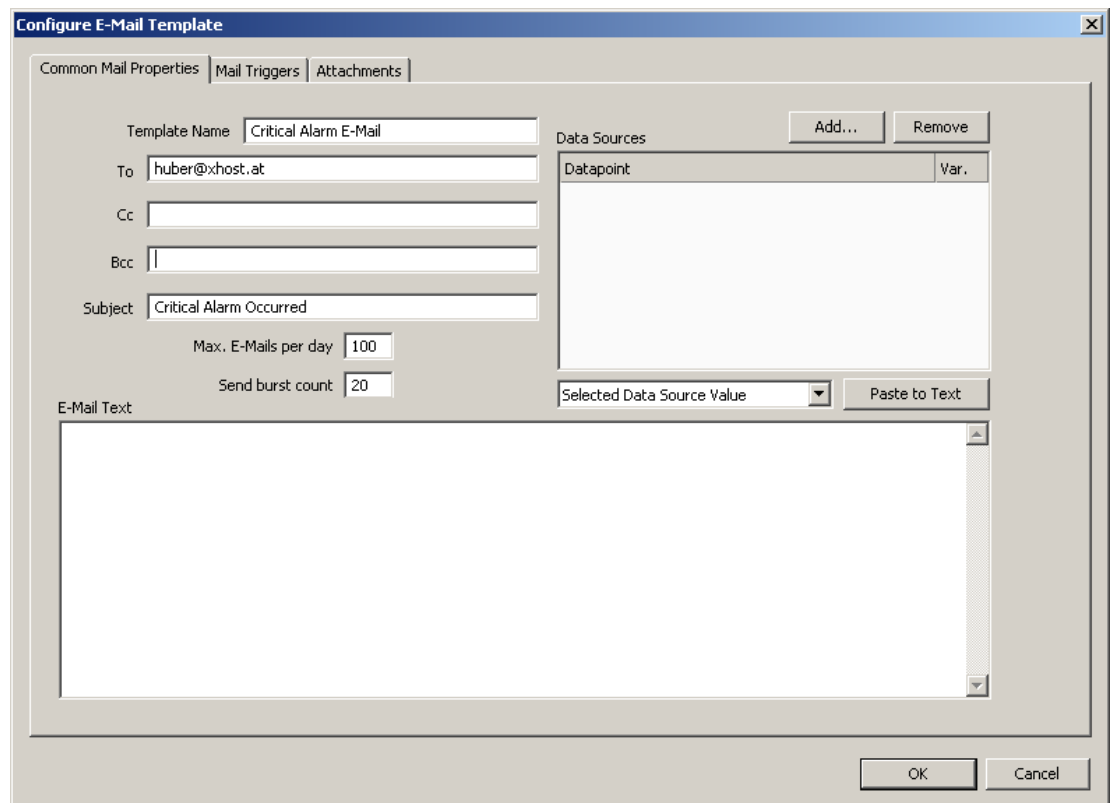 Configure E-Mail Template
Common Mail Properties Mail Triggers Attachments
Template Name Critical Alarm E-Mail
To huber@xhost.at
Cc
Bcc
Subject Critical Alarm Occurred
Max. E-Mails per day 100
Send burst count 20
Data Sources Add... Remove
Datapoint Var.
Selected Data Source Value Paste to Text
E-Mail Text
OK Cancel